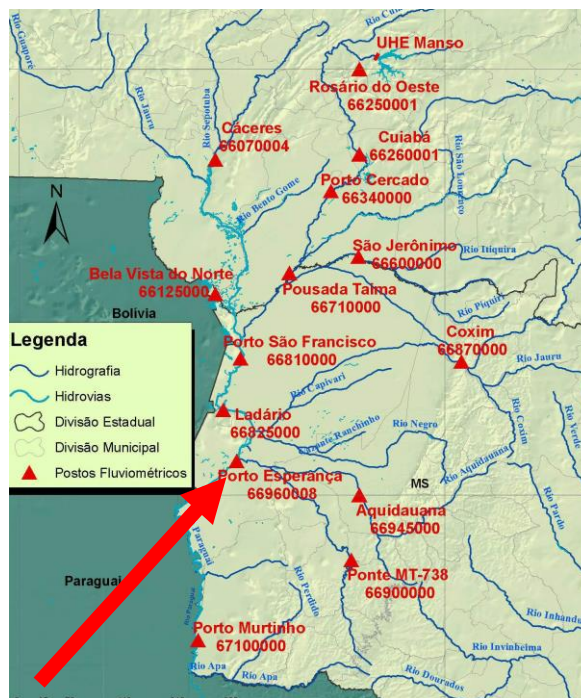 Rio Guaporé
Rio Jauru
Rio Sepotuba
UHE Manso
Rosário do Oeste
66250001
Cáceres
66070004
Cuiabá
66260001
Rio São Lourenço
Porto Cercado
66340000
Rio Bento Gome
N
São Jerônimo
66600000
Rio Itiquira
Bela Vista do Norte
66125000
Pousada Taima
66710000
Rio Piquiri
Bolivia
Legenda
Hidrografia
Hidrovias
Divisão Estadual
Divisão Municipal
Postos Fluviométricos
Porto São Francisco
66810000
Coxim
66870000
Rio Jauru
Rio Capivari
Ladário
66825000
Rio Negro
Rio Coxim
Rio Verde
Rio Aquidauana
Porto Esperança
66960008
MS
Aquidauana
66945000
Rio Pardo
Paraguai
Ponte MT-738
66900000
Paraguai
Rio Perdido
Rio Inhandu
Porto Murtinho
67100000
Rio Invinheima
Rio Apa
Rio Apa
Rio Dourados